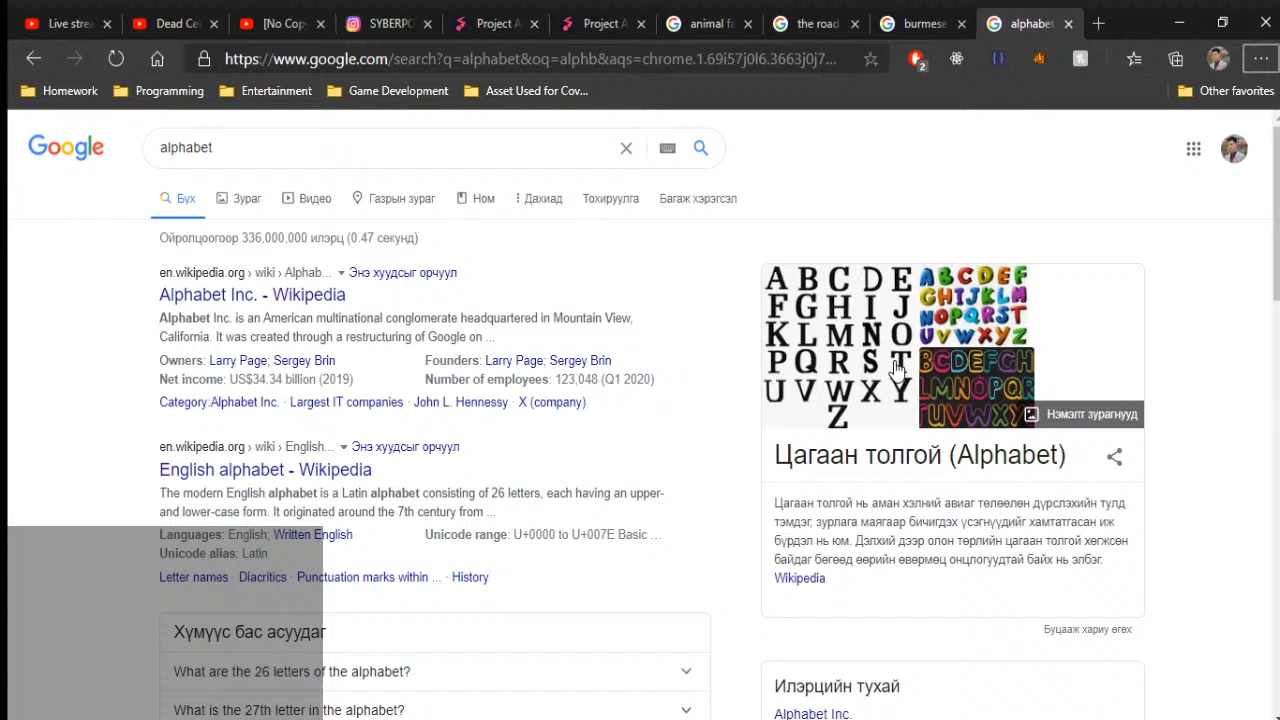 Live strea
Dead Ce
[No Cop
SYBERPC
Project A
Project A
animal fa
the road
burmese
alphabet
https://www.google.com/search?q=alphabet&oq=alphb&aqs=chrome.1.69i57j0l6.3663j0j7...
2
Homework
Programming
Entertainment
Game Development
Asset Used for Cov...
Other favorites
Google
alphabet
Бүх
Зураг
Видео
Газрын зураг
Ном
Дахиад
Тохируулга
Багаж хэрэгсэл
Ойролцоогоор 336,000,000 илэрц (0.47 секунд)
en.wikipedia.org › wiki › Alphab... Энэ хуудсыг орчуул
Alphabet Inc. - Wikipedia
Alphabet Inc. is an American multinational conglomerate headquartered in Mountain View,
California. It was created through a restructuring of Google on ...
Owners: Larry Page; Sergey Brin
Founders: Larry Page; Sergey Brin
Net income: US$34.34 billion (2019)
Number of employees: 123,048 (Q1 2020)
Category:Alphabet Inc. · Largest IT companies · John L. Hennessy · X (company)
en.wikipedia.org › wiki › English... Энэ хуудсыг орчуул
English alphabet - Wikipedia
The modern English alphabet is a Latin alphabet consisting of 26 letters, each having an upper-
and lower-case form. It originated around the 7th century from ...
Languages: English; Written English
Unicode range: U+0000 to U+007E Basic ...
Unicode alias: Latin
Letter names · Diacritics · Punctuation marks within ... · History
Хүмүүс бас асуудаг
What are the 26 letters of the alphabet?
What is the 27th letter in the alphabet?
A B C D E
F G H I J
K L M N O
P Q R S T
U V W X Y
Z
A B C D E F
G H I J K L M
N O P Q R S T
U V W X Y Z
B C D E F G H
L M N O P Q R
T U V W X Y
Нэмэлт зурагнууд
Цагаан толгой (Alphabet)
Цагаан толгой нь аман хэлний авиаг төлөөлөн дүрслэхийн тулд
тэмдэг, зурлага маягаар бичигдэх үсэгнүүдийг хамтатгасан иж
бүрдэл нь юм. Дэлхий дээр олон төрлийн цагаан толгой хөгжсөн
байдаг бөгөөд өөрийн өвөрмөц онцлогуудтай байх нь элбэг.
Wikipedia
Буцааж хариу өгөх
Илэрцийн тухай
Alphabet Inc.